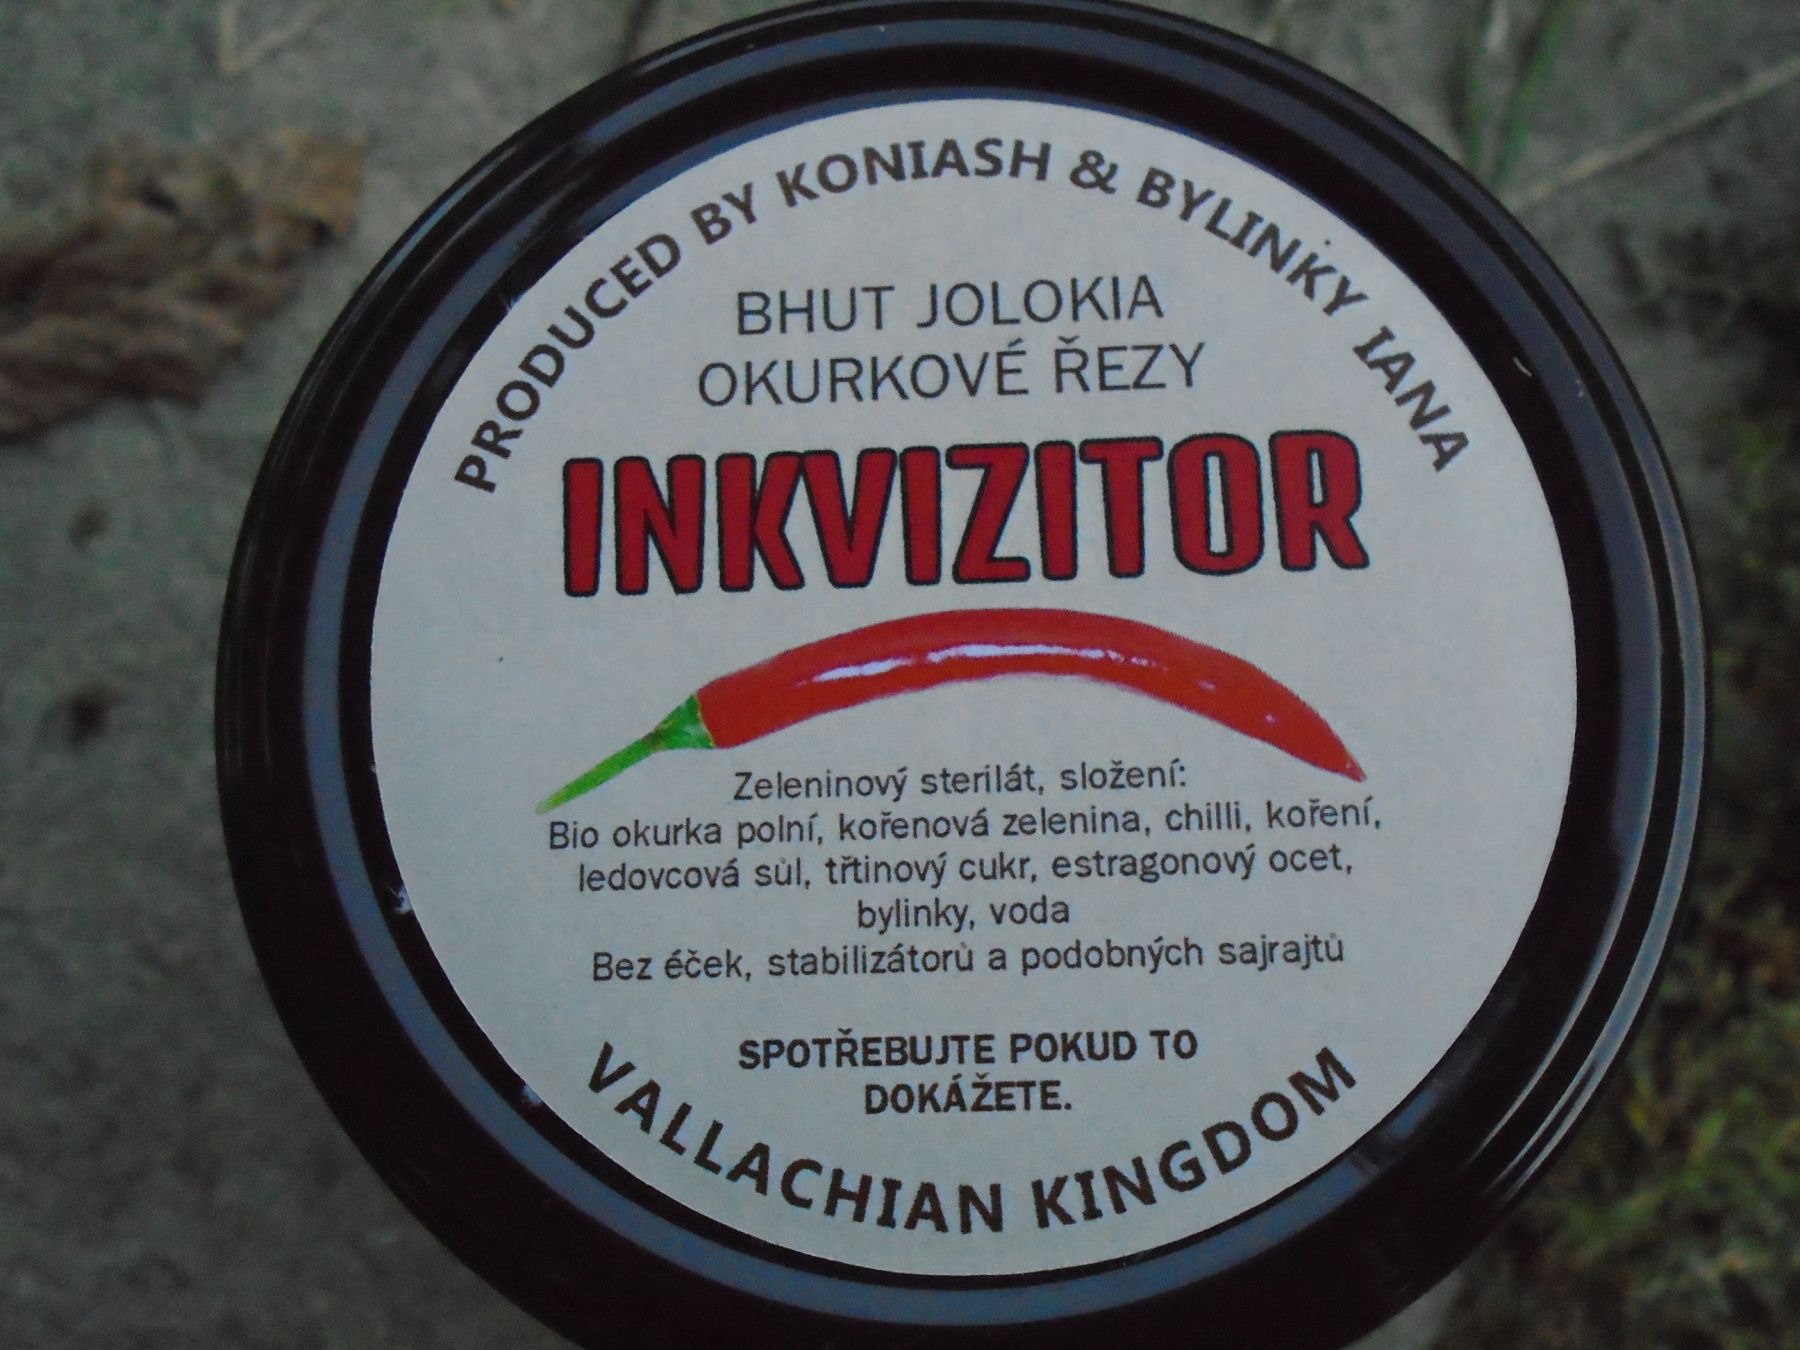 PRODUCED BY KONIASH & BYLINKY IANA
BHUT JOLOKIA
OKURKOVÉ ŘEZY
INKVIZITOR
Zeleninový sterilát, složení:
Bio okurka polní, kořenová zelenina, chilli, koření,
ledovcová sůl, třtinový cukr, estragonový ocet,
bylinky, voda
Bez éček, stabilizátorů a podobných sajrajtů
SPOTŘEBUJTE POKUD TO
DOKÁŽETE.
VALLACHIAN KINGDOM